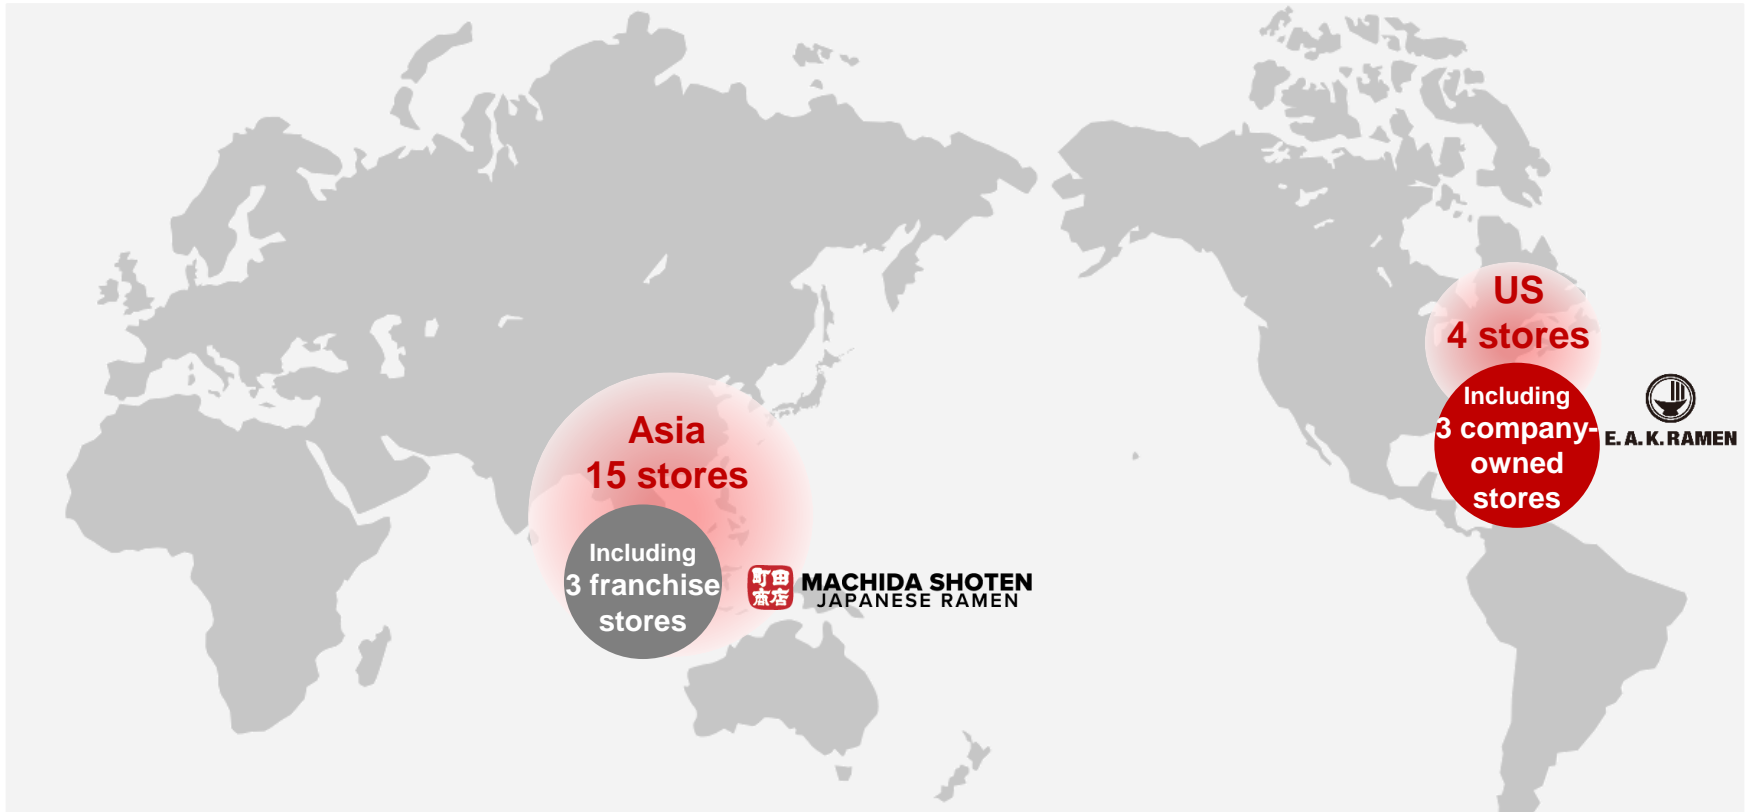 US
4 stores
Including
3 company-
owned
stores
E.A.K.RAMEN
Asia
15 stores
Including
3 franchise
stores
町田
商店
MACHIDA SHOTEN
JAPANESE RAMEN